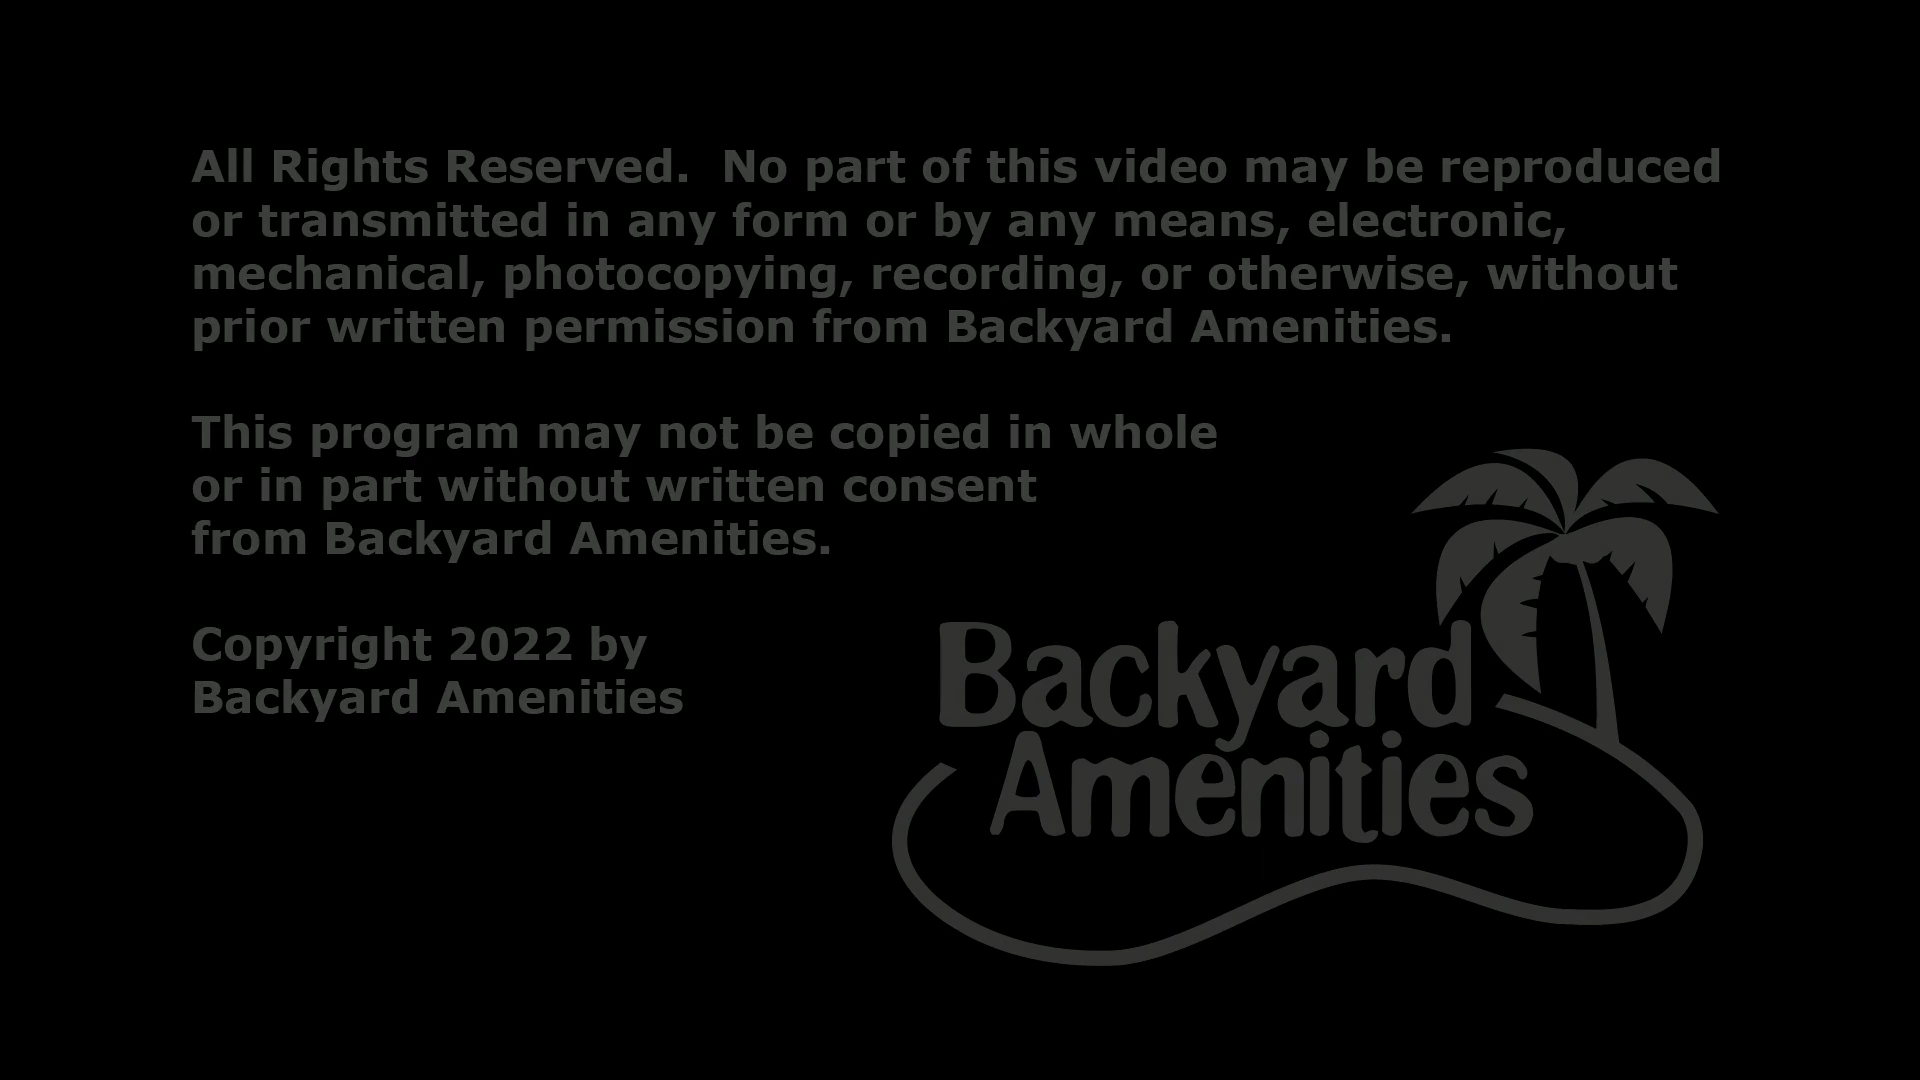 All Rights Reserved.  No part of this video may be reproduced
or transmitted in any form or by any means, electronic,
mechanical, photocopying, recording, or otherwise, without
prior written permission from Backyard Amenities.
This program may not be copied in whole
or in part without written consent
from Backyard Amenities.
Copyright 2022 by
Backyard Amenities
Backyard
Amenities